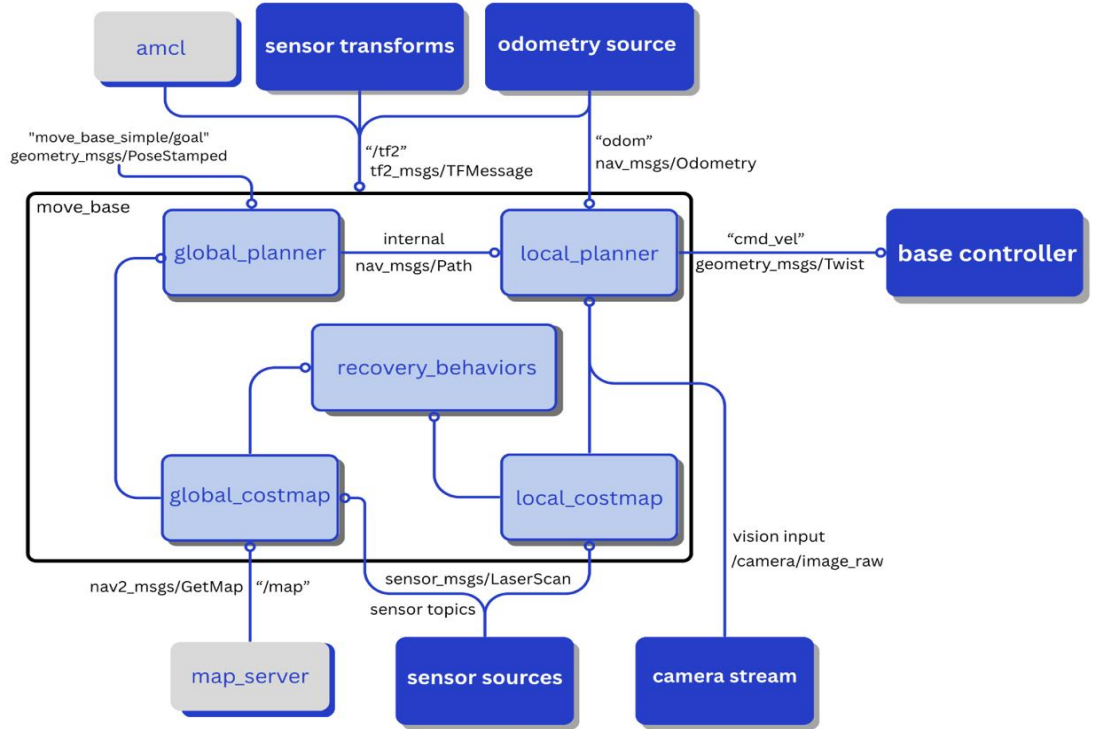 amcl
sensor transforms
odometry source
"move_base_simple/goal"
geometry_msgs/PoseStamped
“/tf2”
tf2_msgs/TFMessage
“odom”
nav_msgs/Odometry
move_base
global_planner
internal
nav_msgs/Path
local_planner
“cmd_vel”
geometry_msgs/Twist
base controller
recovery_behaviors
global_costmap
local_costmap
vision input
/camera/image_raw
nav2_msgs/GetMap “/map”
sensor_msgs/LaserScan
sensor topics
map_server
sensor sources
camera stream